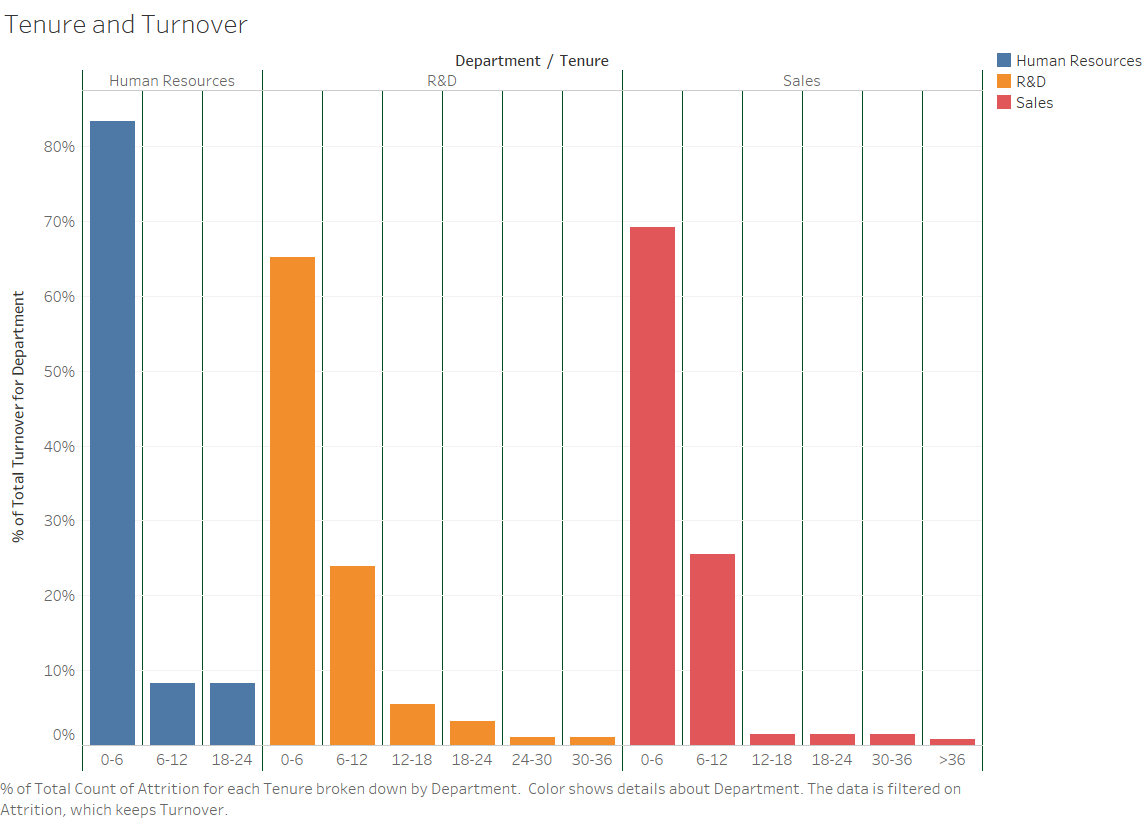 Tenure and Turnover
Department / Tenure
Human Resources
R&D
Sales
Human Resources
R&D
Sales
% of Total Turnover for Department
80%
70%
60%
50%
40%
30%
20%
10%
0%
0-6
6-12
18-24
0-6
6-12
12-18
18-24
24-30
30-36
0-6
6-12
12-18
18-24
30-36
>36
% of Total Count of Attrition for each Tenure broken down by Department.  Color shows details about Department. The data is filtered on
Attrition, which keeps Turnover.